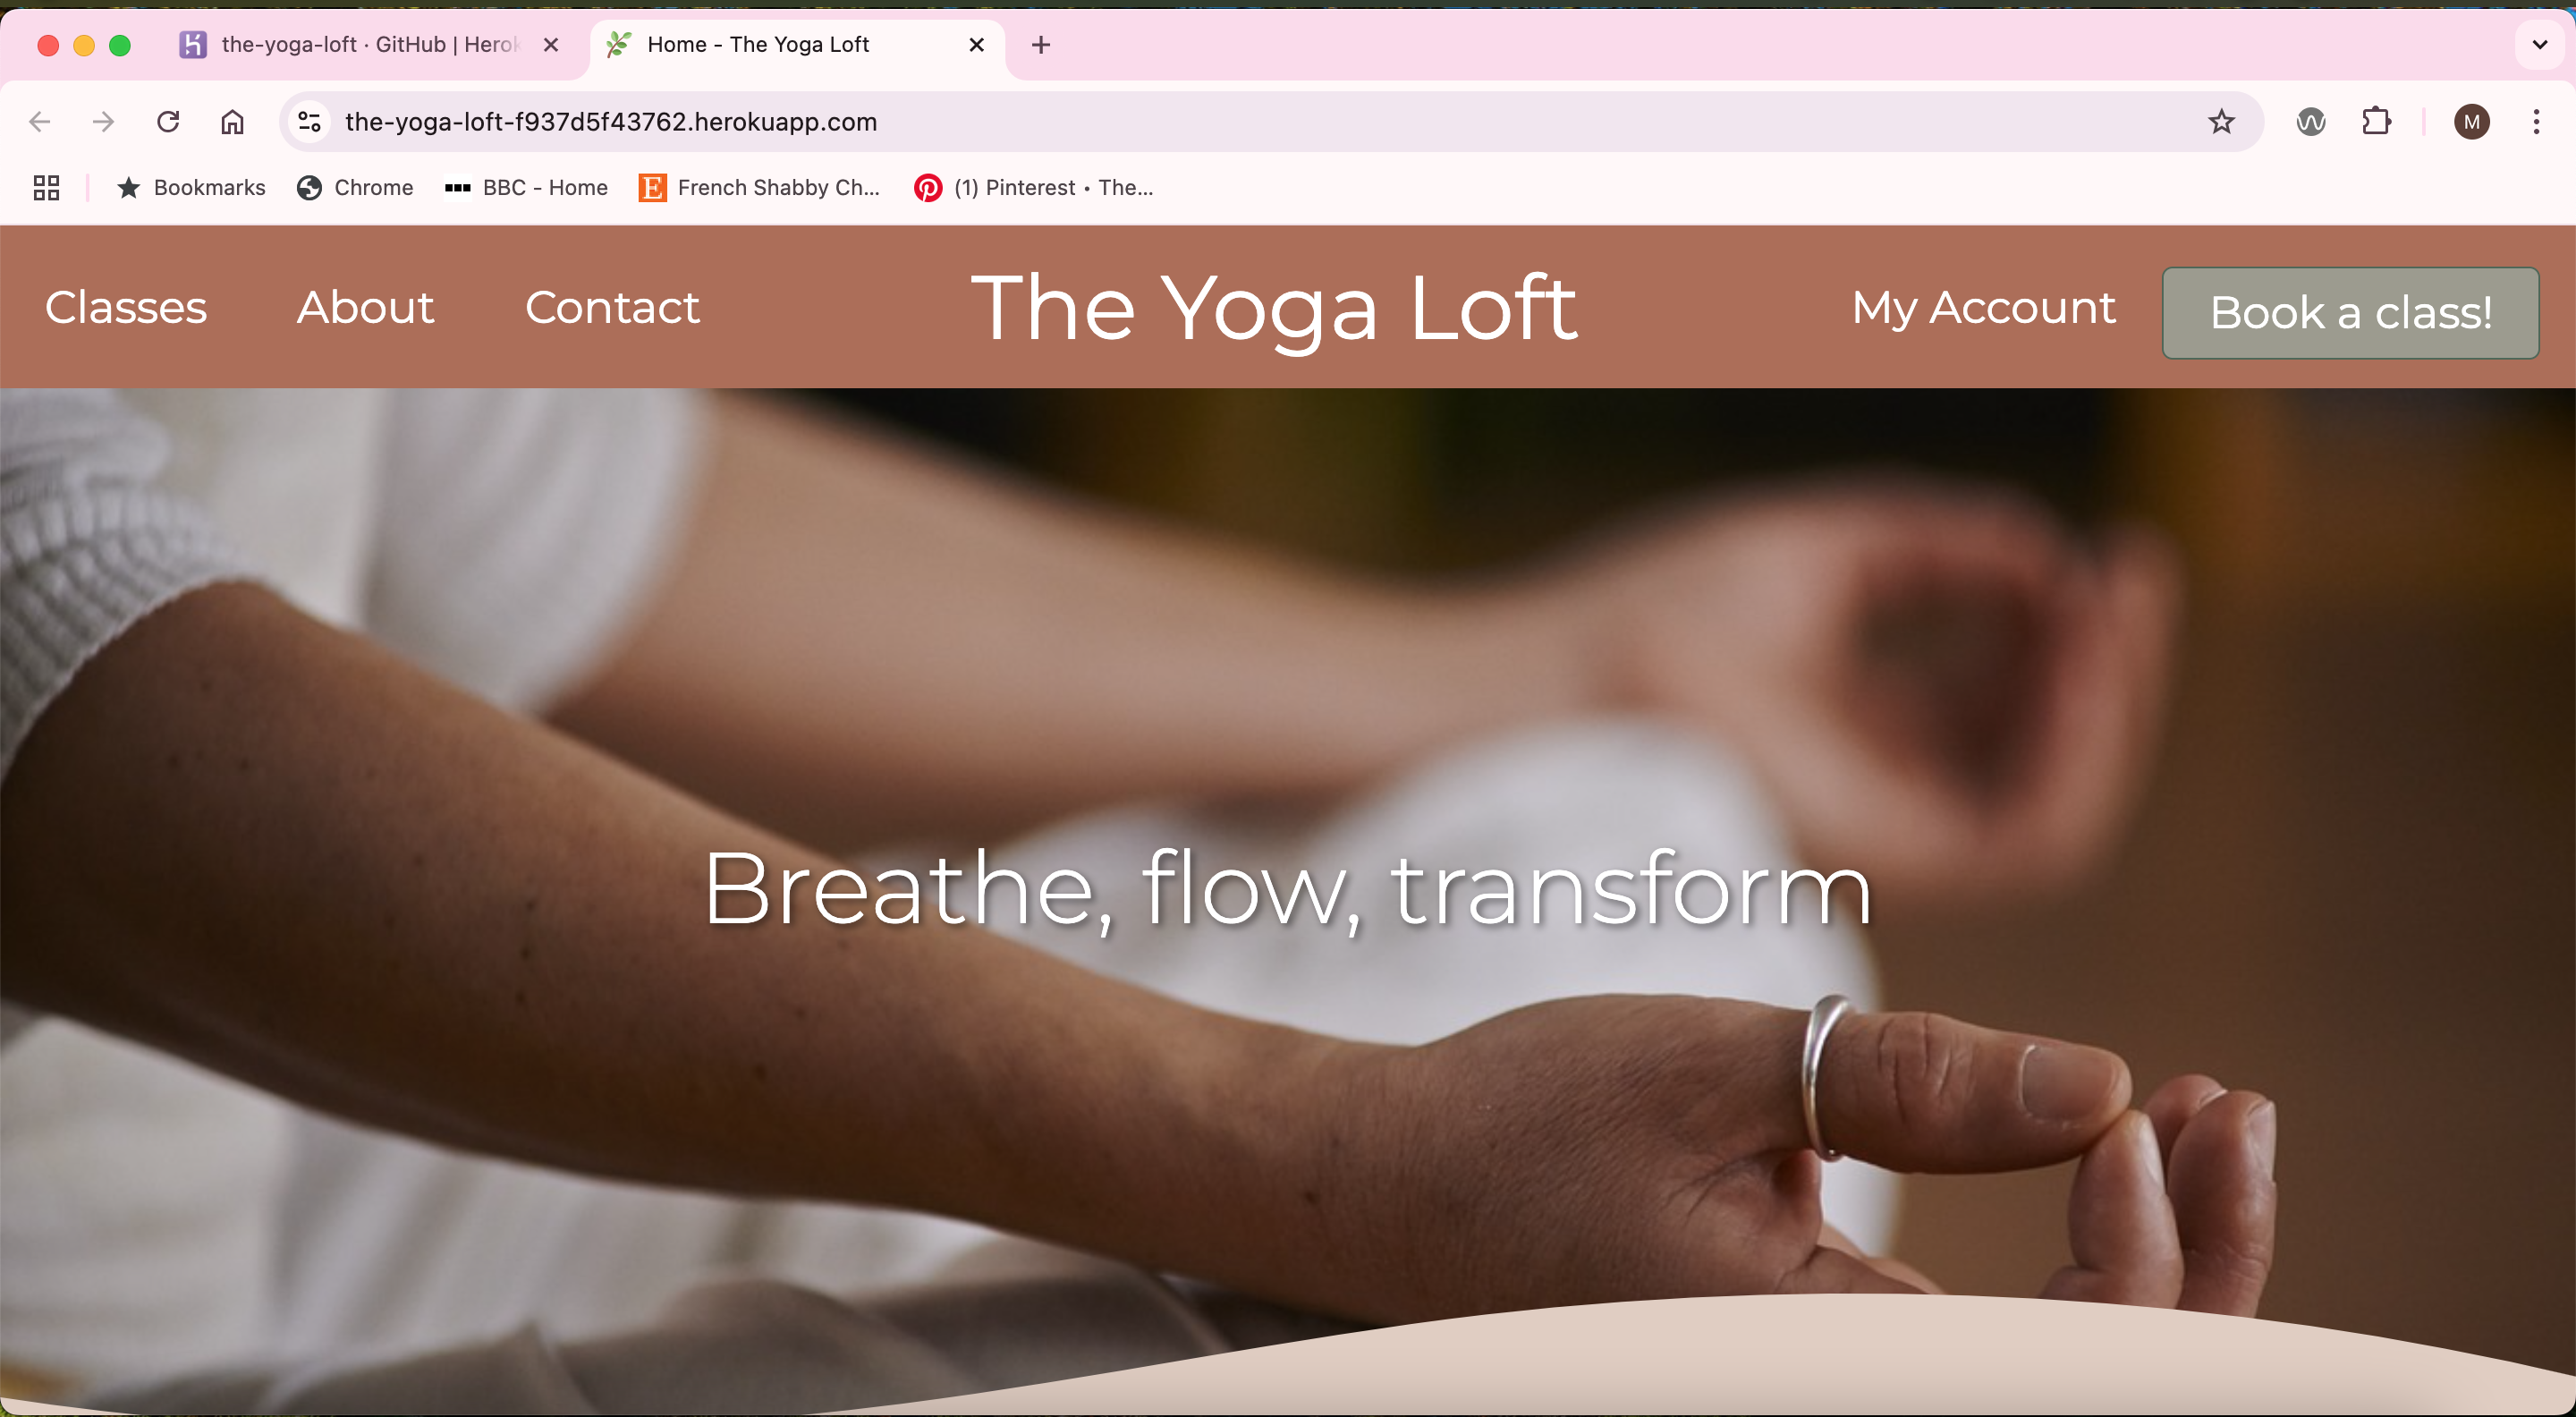 the-yoga-loft · GitHub | Herok
Home - The Yoga Loft
the-yoga-loft-f937d5f43762.herokuapp.com
M
Bookmarks
Chrome
BBC - Home
E
French Shabby Ch...
(1) Pinterest • The...
Classes
About
Contact
The Yoga Loft
My Account
Book a class!
Breathe, flow, transform